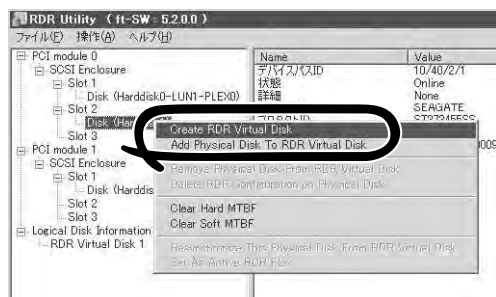 RDR Utility ( ft-SW : 5.2.0.0 )
ファイル(F) 操作(A) ヘルプ(H)
PCI module 0
SCSI Enclosure
Slot 1
Disk (Harddisk0-LUN1-PLEX0)
Slot 2
Disk (Hard
Slot 3
PCI module 1
SCSI Enclosure
Slot 1
Disk (Harddis
Slot 2
Slot 3
Logical Disk Information
RDR Virtual Disk 1
Name Value
デバイスパスID 10/40/2/1
状態 Online
詳細 None
SEAGATE
Create RDR Virtual Disk
Add Physical Disk To RDR Virtual Disk
Remove Physical Disk From RDR Virtual Disk
Delete RDR Configuration on Physical Disk
Clear Hard MTBF
Clear Soft MTBF
Resynchronize This Physical Disk From RDR Virtual Disk
Set As Active RDR Plex